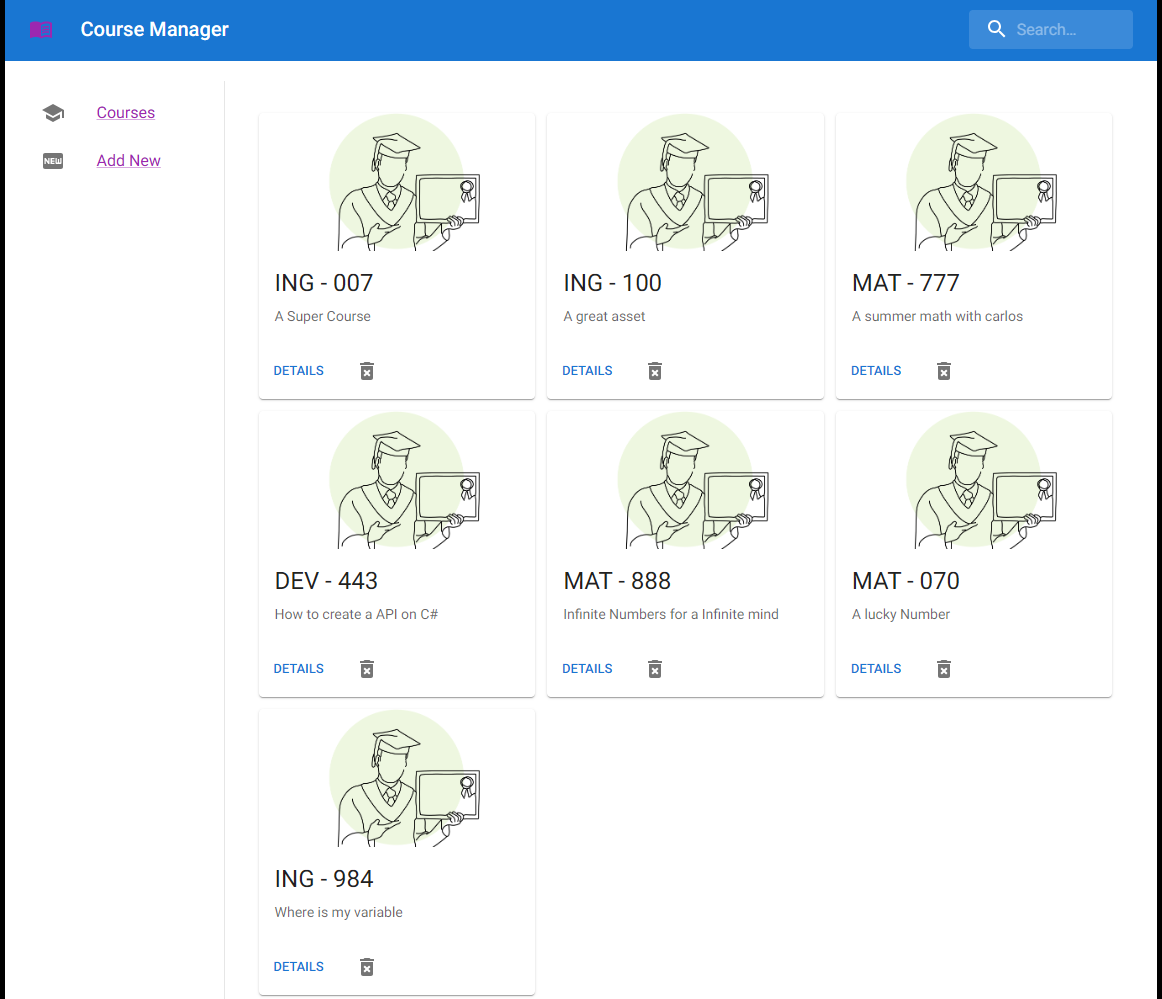 Course Manager
Search...
Courses
NEW
Add New
ING - 007
A Super Course
DETAILS
ING - 100
A great asset
DETAILS
MAT - 777
A summer math with carlos
DETAILS
DEV - 443
How to create a API on C#
DETAILS
MAT - 888
Infinite Numbers for a Infinite mind
DETAILS
MAT - 070
A lucky Number
DETAILS
ING - 984
Where is my variable
DETAILS